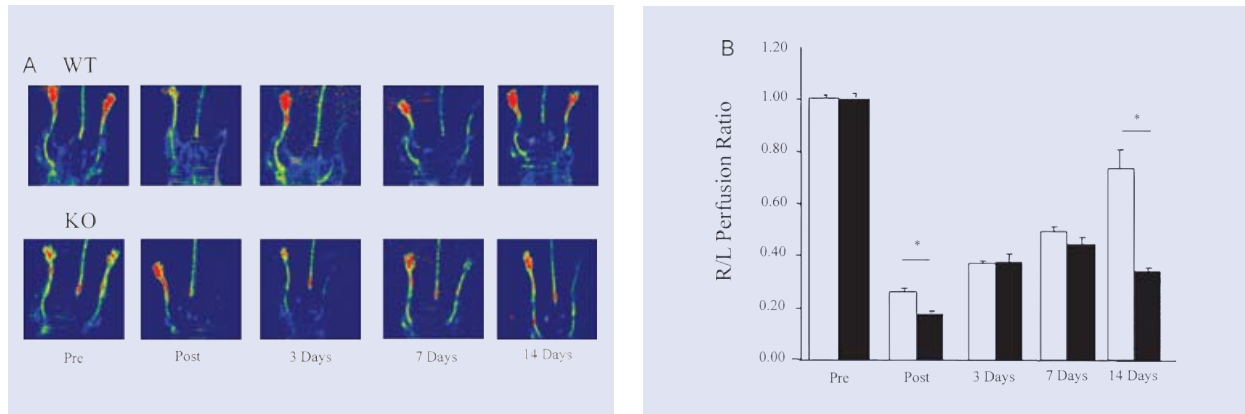 A WT
KO
Pre Post 3 Days 7 Days 14 Days
B
R/L Perfusion Ratio
1.20
1.00
0.80
0.60
0.40
0.20
0.00
*
*
Pre Post 3 Days 7 Days 14 Days